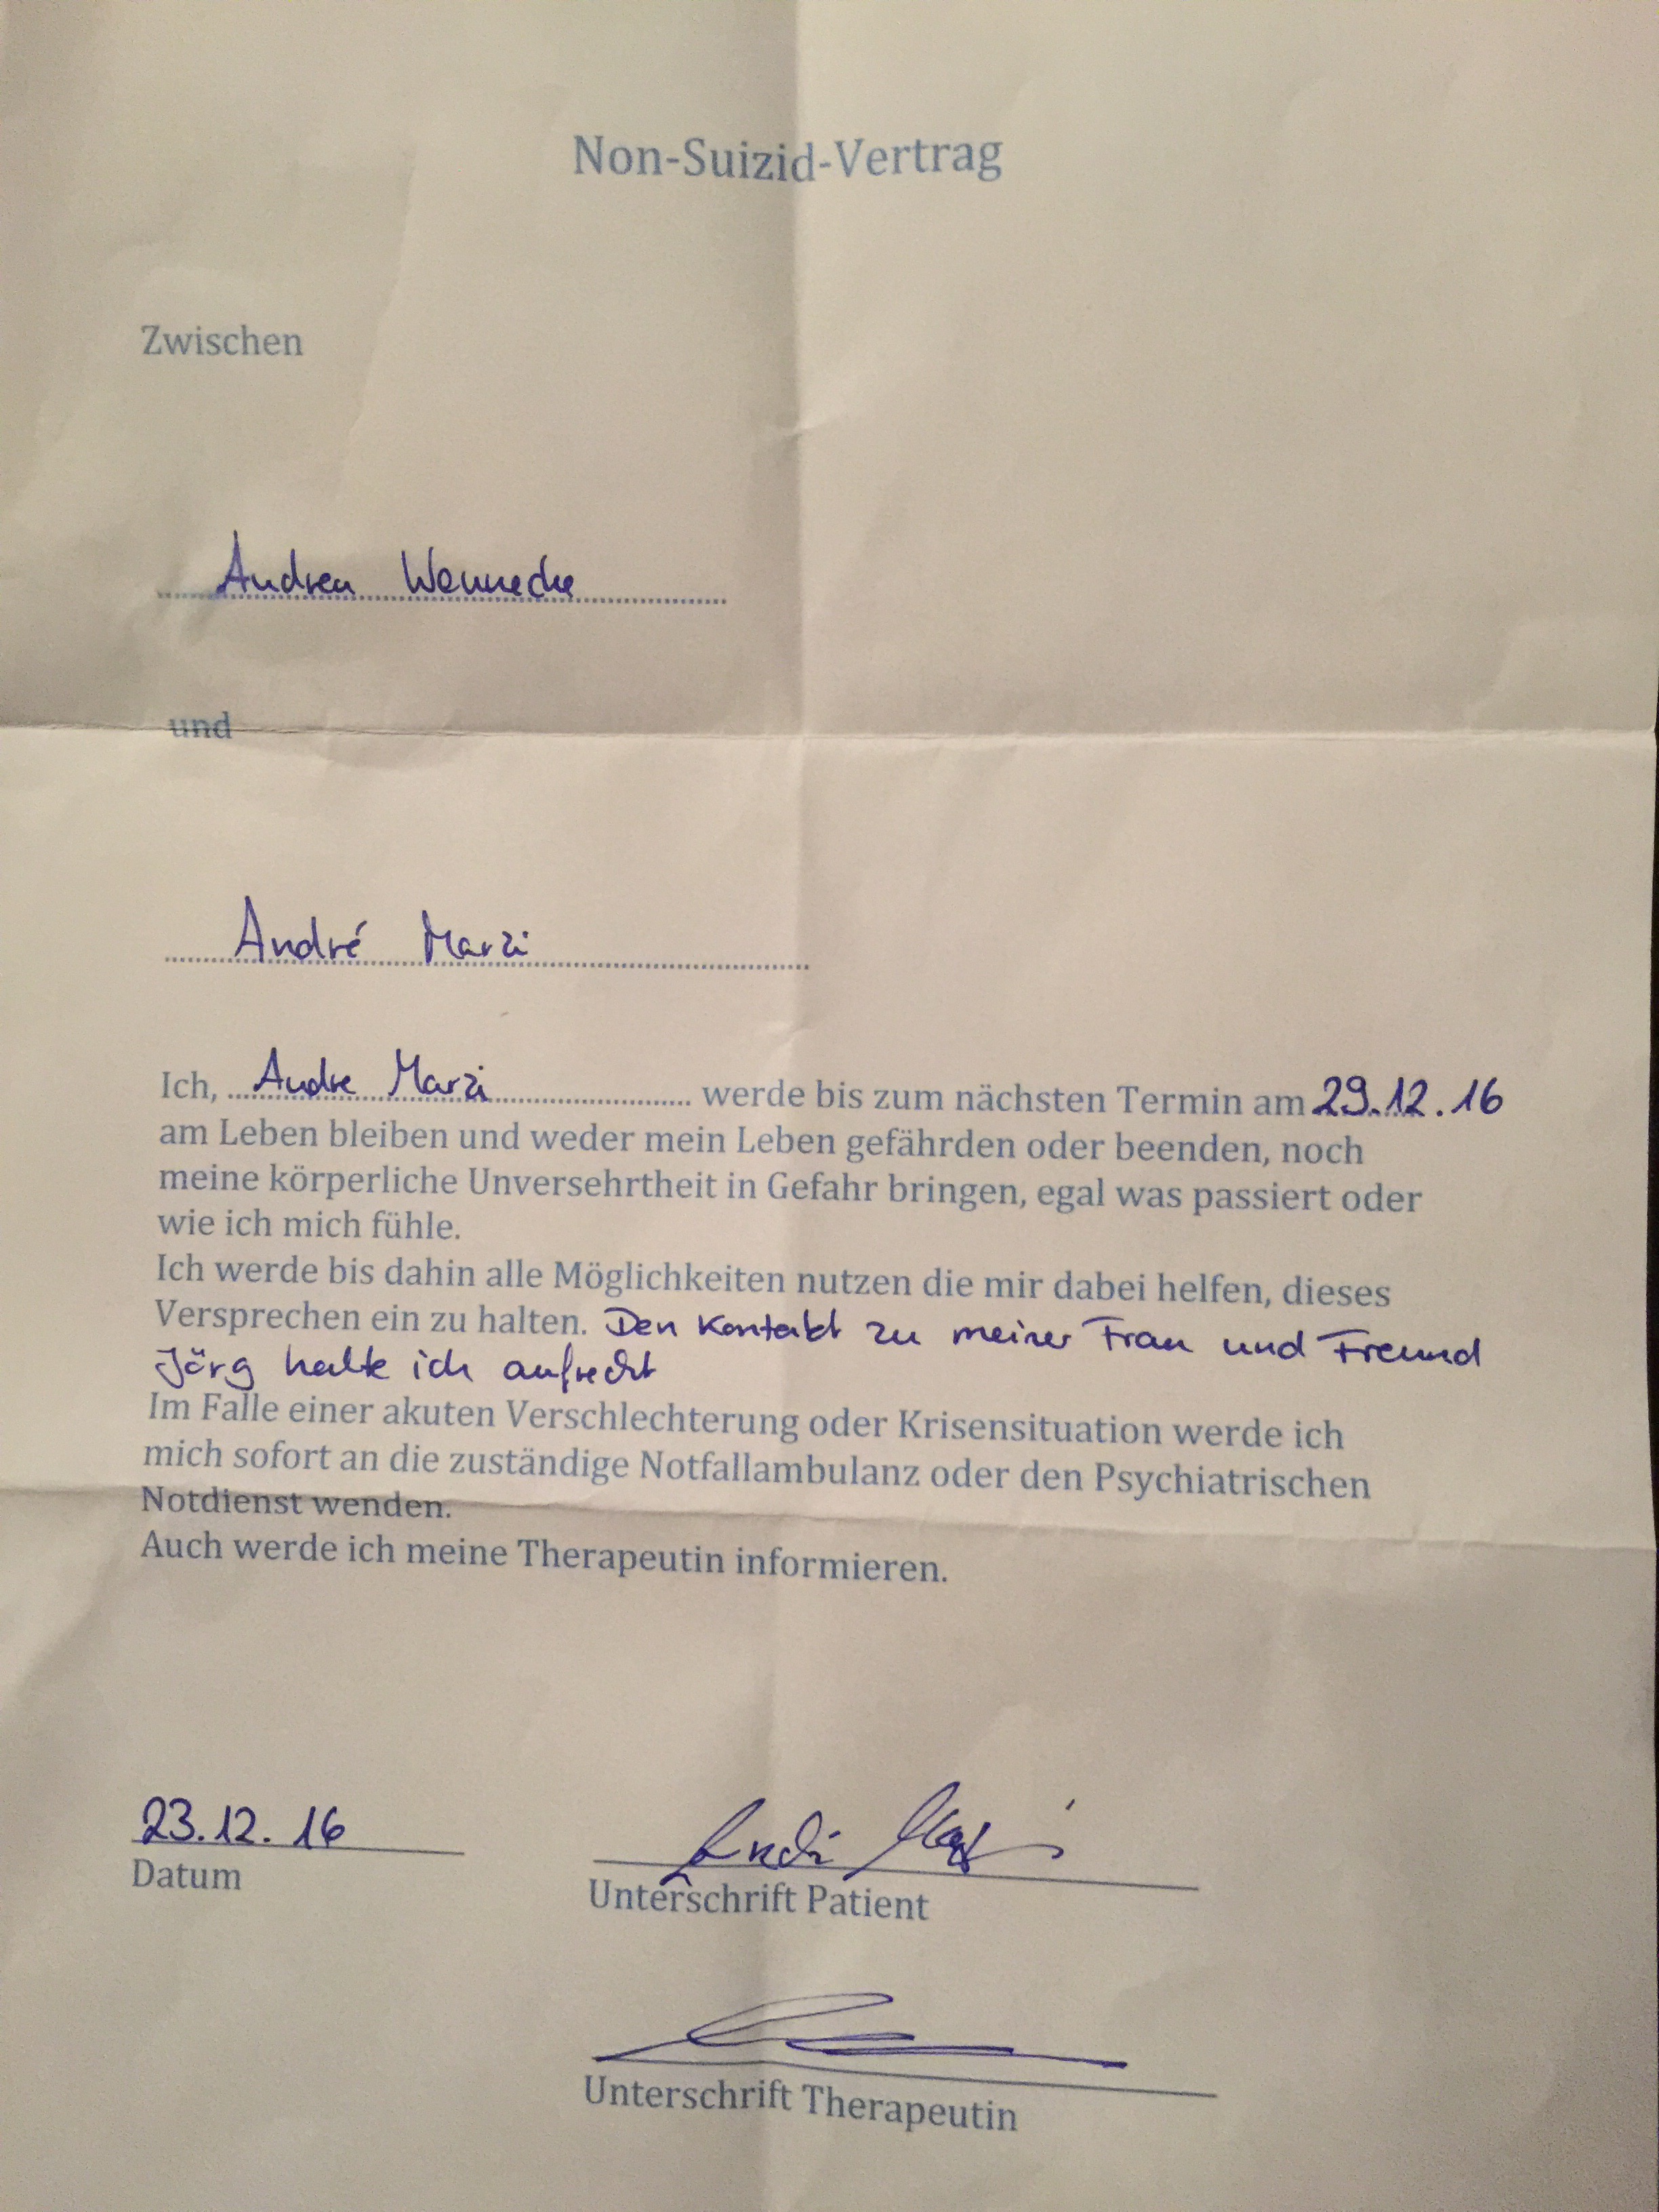 Non-Suizid-Vertrag
Zwischen
Andrea Wennecke
und
André Marzi
Ich, Andre Marzi werde bis zum nächsten Termin am 29.12.16
am Leben bleiben und weder mein Leben gefährden oder beenden, noch
meine körperliche Unversehrtheit in Gefahr bringen, egal was passiert oder
wie ich mich fühle.
Ich werde bis dahin alle Möglichkeiten nutzen die mir dabei helfen, dieses
Versprechen ein zu halten. Den Kontakt zu meiner Frau und Freund
Jörg halte ich aufrecht
Im Falle einer akuten Verschlechterung oder Krisensituation werde ich
mich sofort an die zuständige Notfallambulanz oder den Psychiatrischen
Notdienst wenden.
Auch werde ich meine Therapeutin informieren.
23.12.16
Datum
Unterschrift Patient
Unterschrift Therapeutin